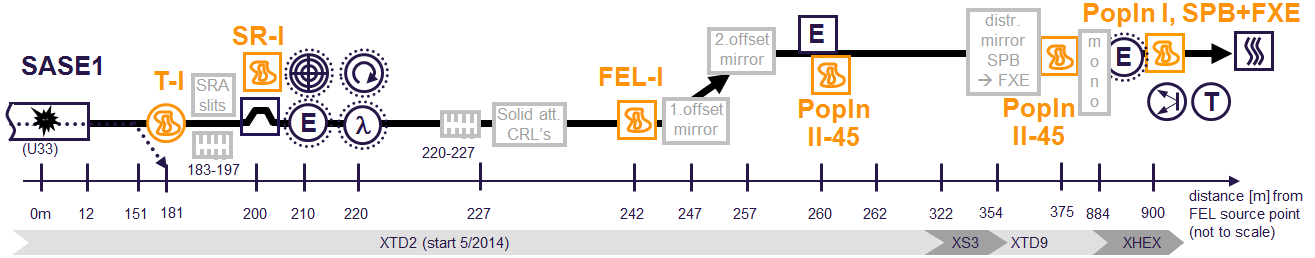 SASE1
(U33)
T-I
SRA
slits
183-197
SR-I
E
λ
220-227
Solid att.
CRL's
FEL-I
1.offset
mirror
2.offset
mirror
E
PopIn
II-45
distr.
mirror
SPB
→ FXE
PopIn
II-45
m
o
n
o
E
PopIn I, SPB+FXE
T
0m 12 151 181 200 210 220 227 242 247 257 260 262 322 354 375 884 900
distance [m] from
FEL source point
(not to scale)
XTD2 (start 5/2014) XS3 XTD9 XHEX